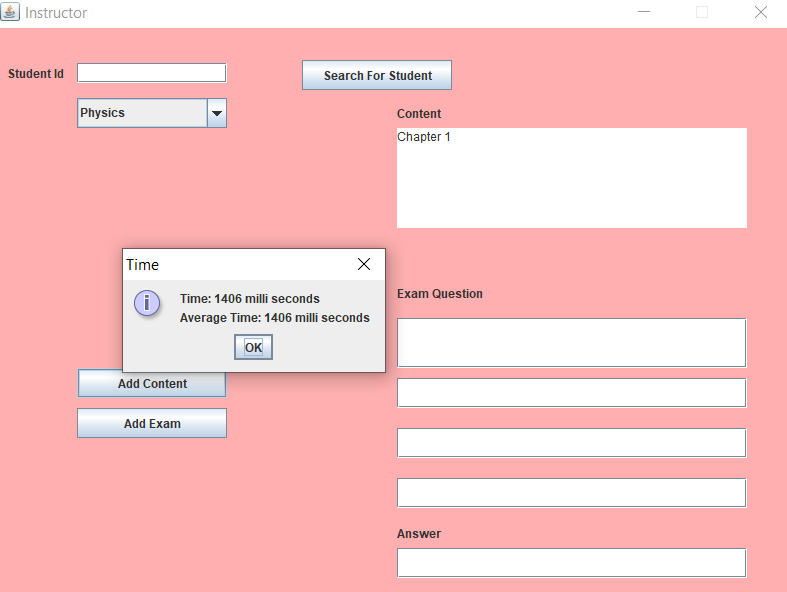 Instructor
Student Id
Search For Student
Physics
Content
Chapter 1
Time
Time: 1406 milli seconds
Average Time: 1406 milli seconds
OK
Exam Question
Add Content
Add Exam
Answer